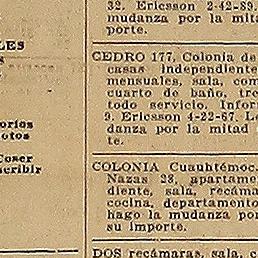 32. Ericsson 2-42-89.
mudanza por la mita
porte.
LES
s
CEDRO 177, Colonia de
casas independiente
mensuales, sala, com
cuarto de baño, tre
todo servicio. Infor
9. Ericsson 4-22-67. Le
danza por la mitad
te.
orios
otos
Coser
scribir
COLONIA Cuauhtémoc.
Nazas 28, apartame
diente, sala, recáma
cocina, departamento
hago la mudanza por
su importe.
DOS recámaras, sala, c